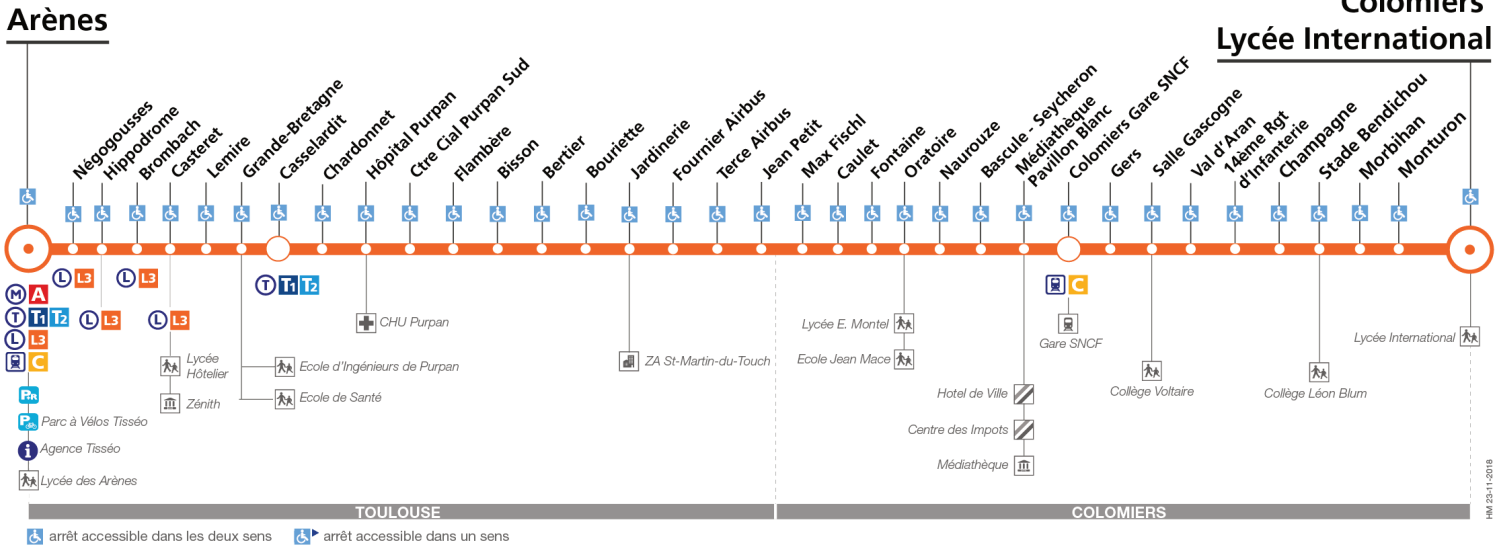 Arènes
Colomiers
Lycée International
Négogousses
Hippodrome
Brombach
Casteret
Lemire
Grande-Bretagne
Casselardit
Chardonnet
Hôpital Purpan
Ctre Cial Purpan Sud
Flambère
Bisson
Bertier
Bouriette
Jardinerie
Fournier Airbus
Terce Airbus
Jean Petit
Max Fischl
Caulet
Fontaine
Oratoire
Naurouze
Bascule - Seycheron
Médiathèque
Pavillon Blanc
Colomiers Gare SNCF
Gers
Salle Gascogne
Val d'Aran
14ème Rgt
d'Infanterie
Champagne
Stade Bendichou
Morbihan
Monturon
L L3
L L3
T T1 T2
C
M A
T T1 T2
L L3
C
L L3
L L3
CHU Purpan
Lycée E. Montel
Gare SNCF
Lycée International
Lycée
Hôtelier
Ecole d'Ingénieurs de Purpan
ZA St-Martin-du-Touch
Ecole Jean Mace
Collège Voltaire
Collège Léon Blum
P+R
Zénith
Ecole de Santé
Hotel de Ville
P
Parc à Vélos Tisséo
Centre des Impots
i
Agence Tisséo
Médiathèque
Lycée des Arènes
TOULOUSE
COLOMIERS
arrêt accessible dans les deux sens
arrêt accessible dans un sens
HM 23-11-2018